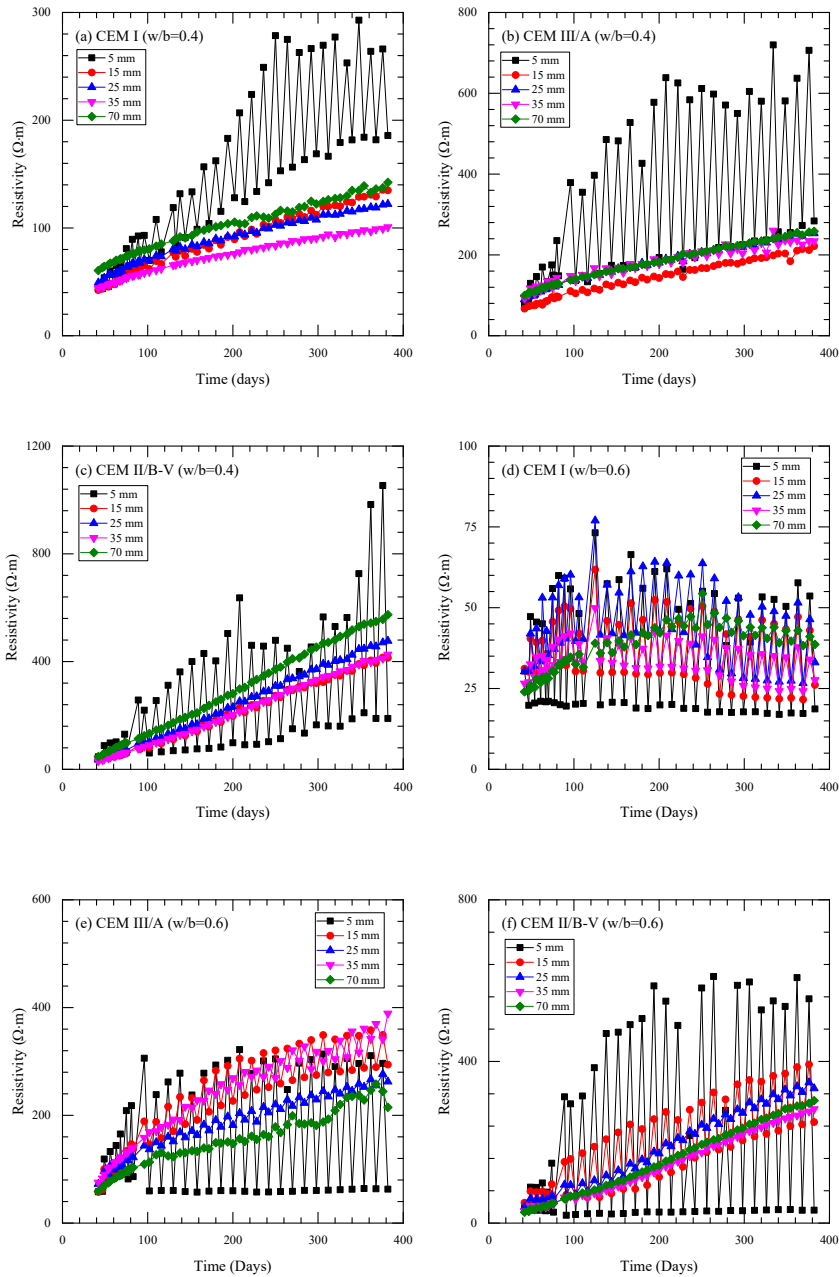 (a) CEM I (w/b=0.4)
5 mm
15 mm
25 mm
35 mm
70 mm
Resistivity (Ω·m)
0
100
200
300
0
100
200
300
400
Time (days)
(b) CEM III/A (w/b=0.4)
5 mm
15 mm
25 mm
35 mm
70 mm
Resistivity (Ω·m)
0
200
400
600
800
0
100
200
300
400
Time (days)
(c) CEM II/B-V (w/b=0.4)
5 mm
15 mm
25 mm
35 mm
70 mm
Resistivity (Ω·m)
0
400
800
1200
0
100
200
300
400
Time (days)
(d) CEM I (w/b=0.6)
5 mm
15 mm
25 mm
35 mm
70 mm
Resistivity (Ω·m)
0
25
50
75
100
0
100
200
300
400
Time (Days)
(e) CEM III/A (w/b=0.6)
5 mm
15 mm
25 mm
35 mm
70 mm
Resistivity (Ω·m)
0
200
400
600
0
100
200
300
400
Time (Days)
(f) CEM II/B-V (w/b=0.6)
5 mm
15 mm
25 mm
35 mm
70 mm
Resistivity (Ω·m)
0
400
800
0
100
200
300
400
Time (Days)